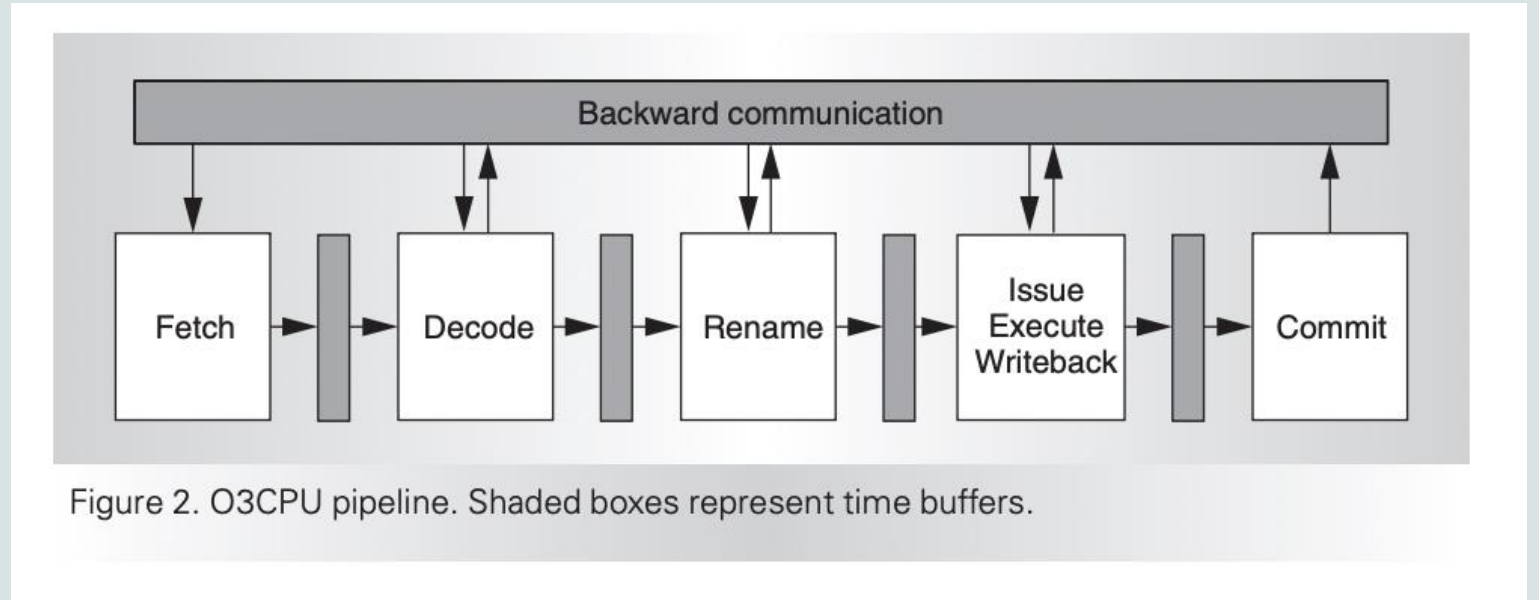 Backward communication
Fetch
Decode
Rename
Issue
Execute
Writeback
Commit
Figure 2. O3CPU pipeline. Shaded boxes represent time buffers.